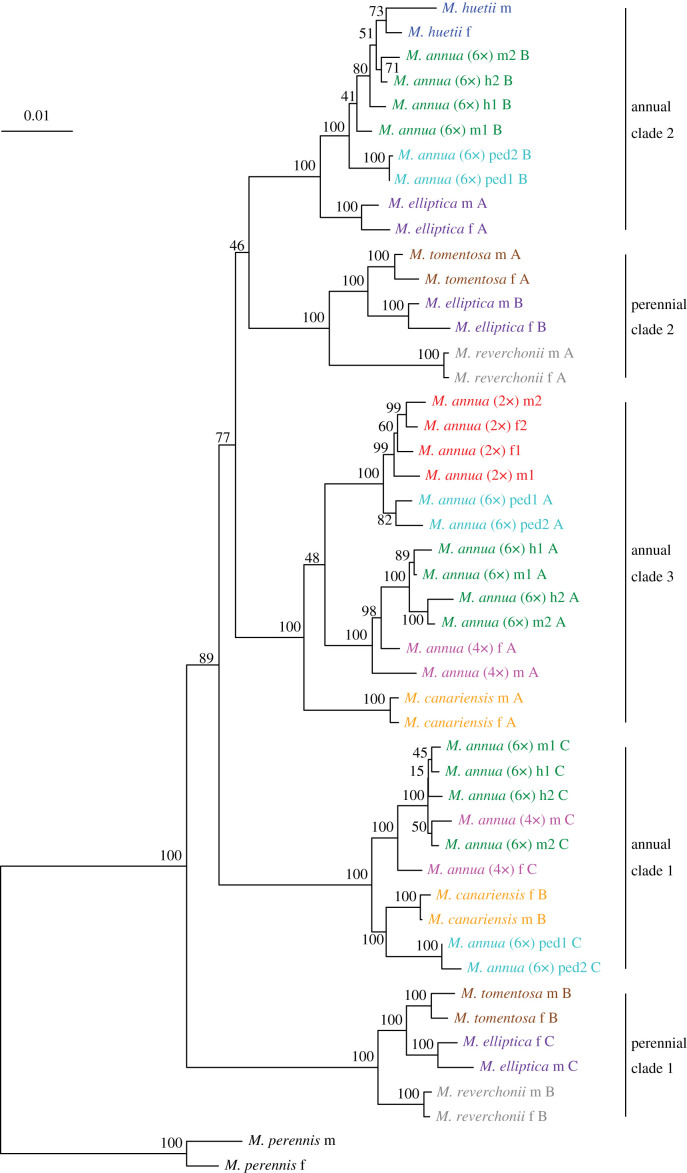 73
M. huetii m
51
M. huetii f
M. annua (6×) m2 B
80
71
M. annua (6×) h2 B
41
M. annua (6×) h1 B
annual
0.01
M. annua (6×) m1 B
clade 2
100
M. annua (6×) ped2 B
100
100
M. annua (6×) ped1 B
M. elliptica m A
100
M. elliptica f A
46
M. tomentosa m A
100
100
M. tomentosa f A
M. elliptica m B
perennial
100
100
M. elliptica f B
clade 2
M. reverchonii m A
100
M. reverchonii f A
M. annua (2×) m2
99
60
M. annua (2×) f2
77
99
M. annua (2×) f1
100
M. annua (2×) m1
M. annua (6×) ped1 A
82
M. annua (6×) ped2 A
48
89
M. annua (6×) h1 A
annual
100
M. annua (6×) m1 A
clade 3
M. annua (6×) h2 A
98
100
M. annua (6×) m2 A
100
100
M. annua (4×) f A
89
M. annua (4×) m A
100
M. canariensis m A
M. canariensis f A
45
M. annua (6×) m1 C
15
M. annua (6×) h1 C
100
M. annua (6×) h2 C
50
M. annua (4×) m C
100
M. annua (6×) m2 C
annual
100
100
M. annua (4×) f C
clade 1
100
M. canariensis f B
M. canariensis m B
100
100
M. annua (6×) ped1 C
M. annua (6×) ped2 C
100
M. tomentosa m B
100
M. tomentosa f B
100
M. elliptica f C
perennial
100
M. elliptica m C
clade 1
100
M. reverchonii m B
M. reverchonii f B
100
M. perennis m
M. perennis f